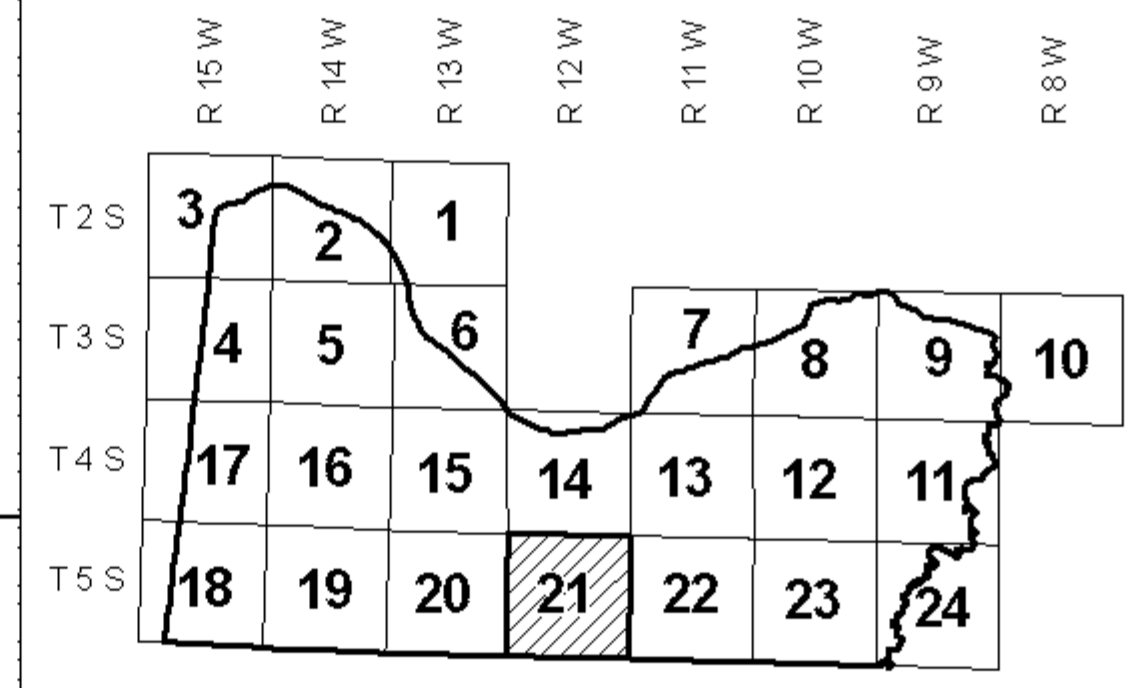 R 15 W R 14 W R 13 W R 12 W R 11 W R 10 W R 9 W R 8 W
T 2 S 3 2 1
T 3 S 4 5 6 7 8 9 10
T 4 S 17 16 15 14 13 12 11
T 5 S 18 19 20 21 22 23 24